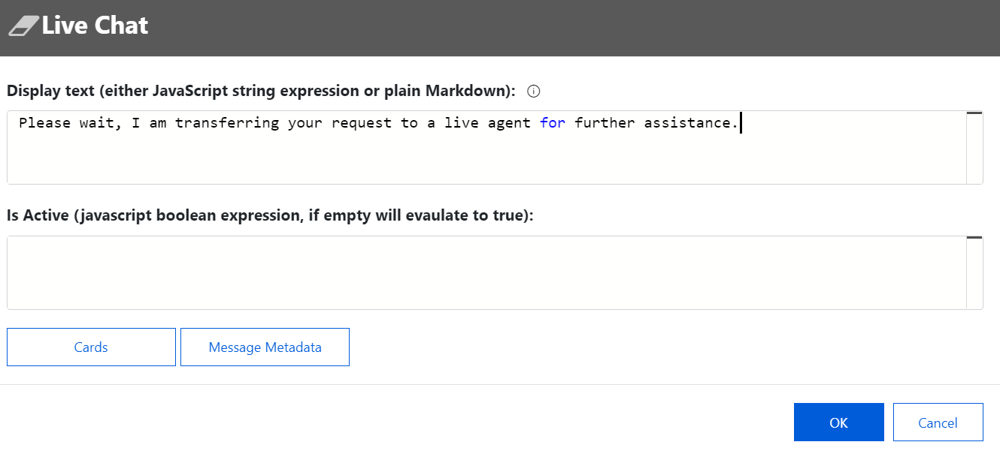 Live Chat
Display text (either JavaScript string expression or plain Markdown):
Please wait, I am transferring your request to a live agent for further assistance.
Is Active (javascript boolean expression, if empty will evaulate to true):
Cards
Message Metadata
OK
Cancel